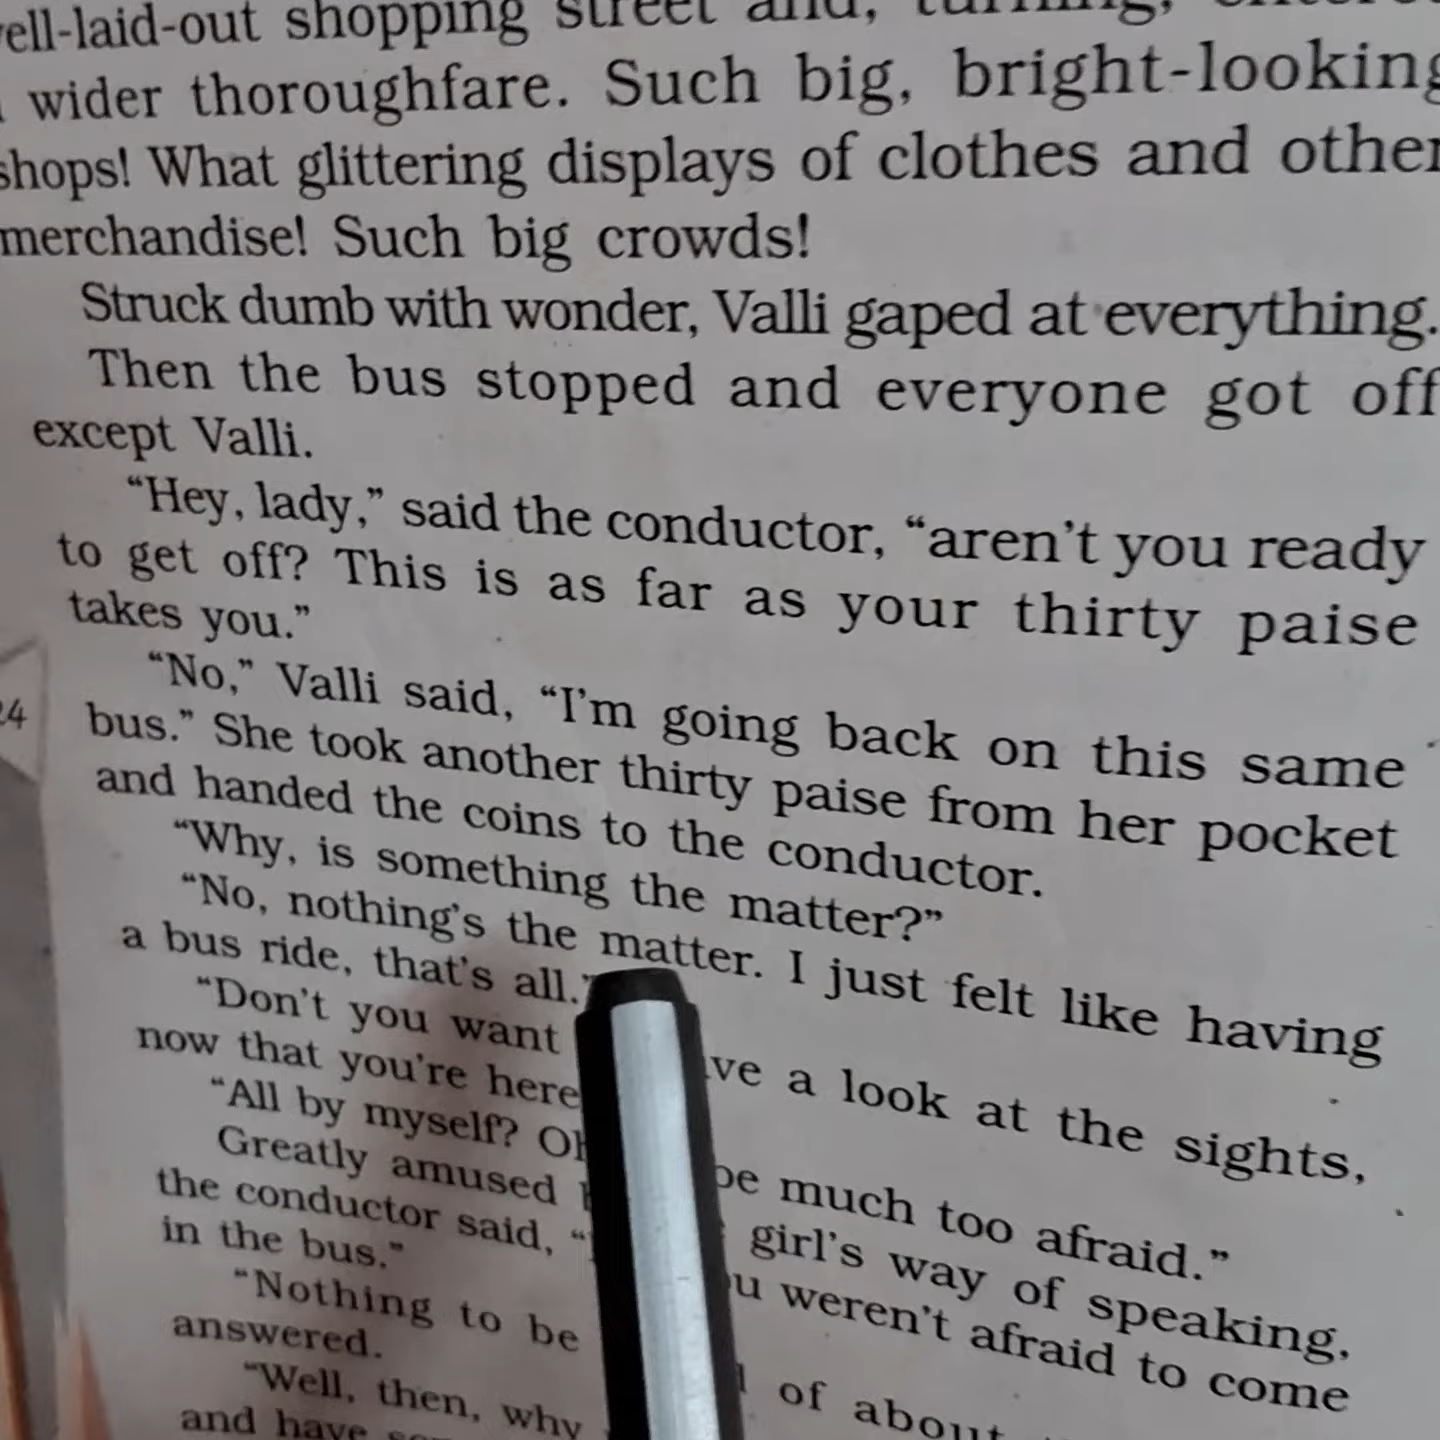 ell-laid-out shopping street and, turning,
wider thoroughfare. Such big, bright-looking
shops! What glittering displays of clothes and other
merchandise! Such big crowds!
Struck dumb with wonder, Valli gaped at everything.
Then the bus stopped and everyone got off
except Valli.
“Hey, lady,” said the conductor, “aren’t you ready
to get off? This is as far as your thirty paise
takes you.”
“No,” Valli said, “I’m going back on this same
24
bus.” She took another thirty paise from her pocket
and handed the coins to the conductor.
“Why, is something the matter?”
“No, nothing’s the matter. I just felt like having
a bus ride, that’s all.”
“Don’t you want ve a look at the sights,
now that you’re here
“All by myself? Oh be much too afraid.”
Greatly amused girl’s way of speaking,
the conductor said, “ u weren’t afraid to come
in the bus.”
“Nothing to be of about
answered.
“Well, then, why
and have